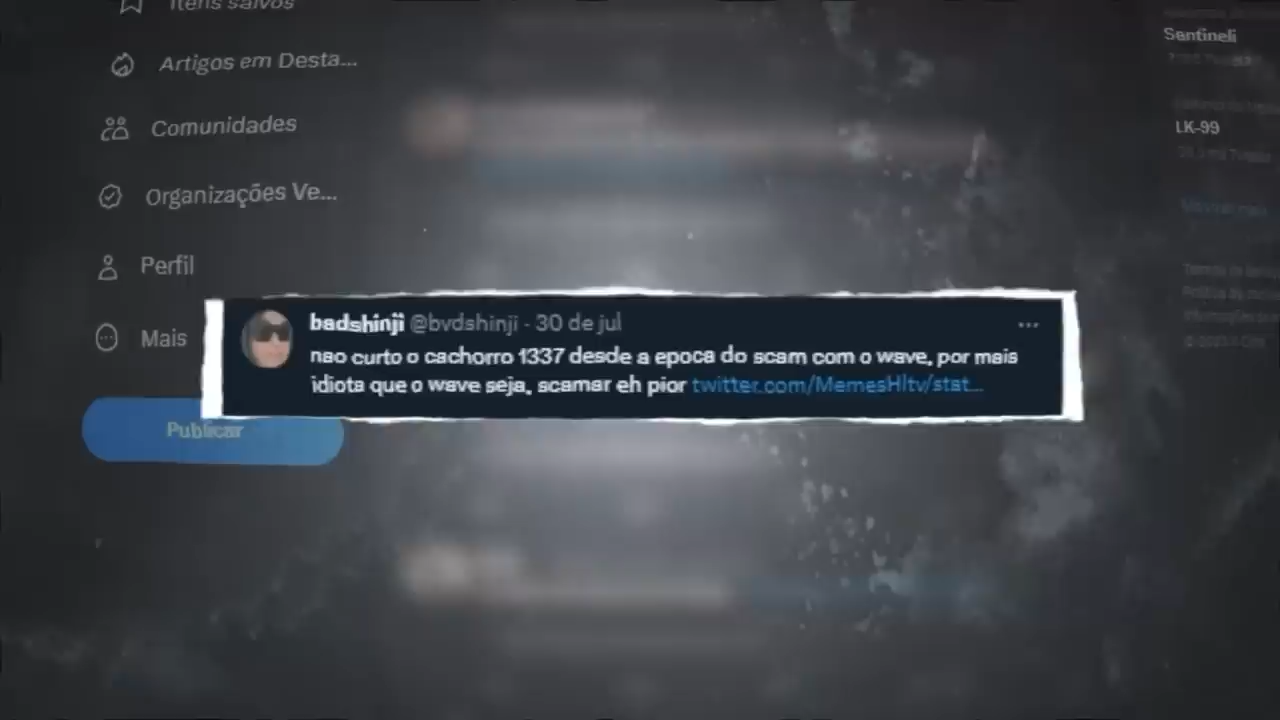 Itens salvos
Artigos em Desta...
Comunidades
Organizações Ve...
Perfil
Mais
Publicar
badshinji @bvdshinji · 30 de jul
nao curto o cachorro 1337 desde a epoca do scam com o wave, por mais
idiota que o wave seja, scamar eh pior twitter.com/MemesHltv/stat...
Sentineli
LK-99